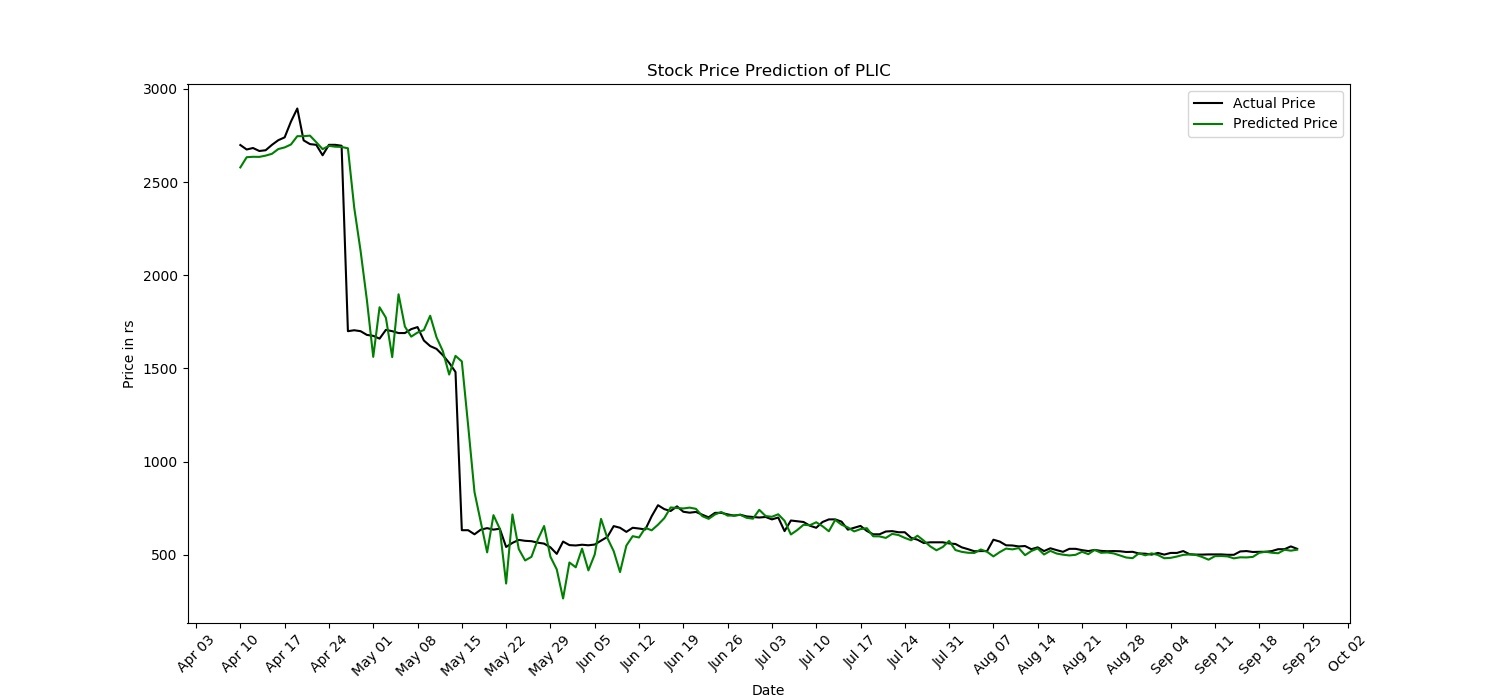 Stock Price Prediction of PLIC
Actual Price
Predicted Price
3000
2500
2000
1500
1000
500
Price in rs
Apr 03
Apr 10
Apr 17
Apr 24
May 01
May 08
May 15
May 22
May 29
Jun 05
Jun 12
Jun 19
Jun 26
Jul 03
Jul 10
Jul 17
Jul 24
Jul 31
Aug 07
Aug 14
Aug 21
Aug 28
Sep 04
Sep 11
Sep 18
Sep 25
Oct 02
Date